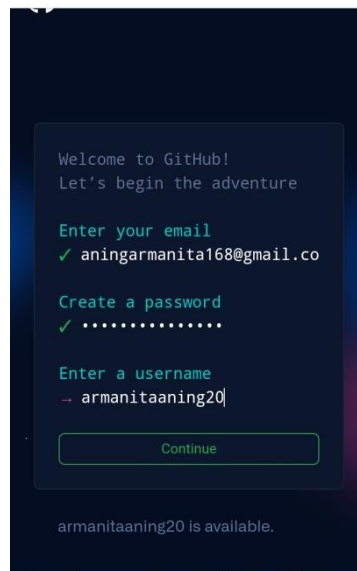 Welcome to GitHub!
Let's begin the adventure
Enter your email
✓ aningarmanita168@gmail.co
Create a password
✓ •••••••••••••••
Enter a username
→ armanitaaning20
Continue
armanitaaning20 is available.